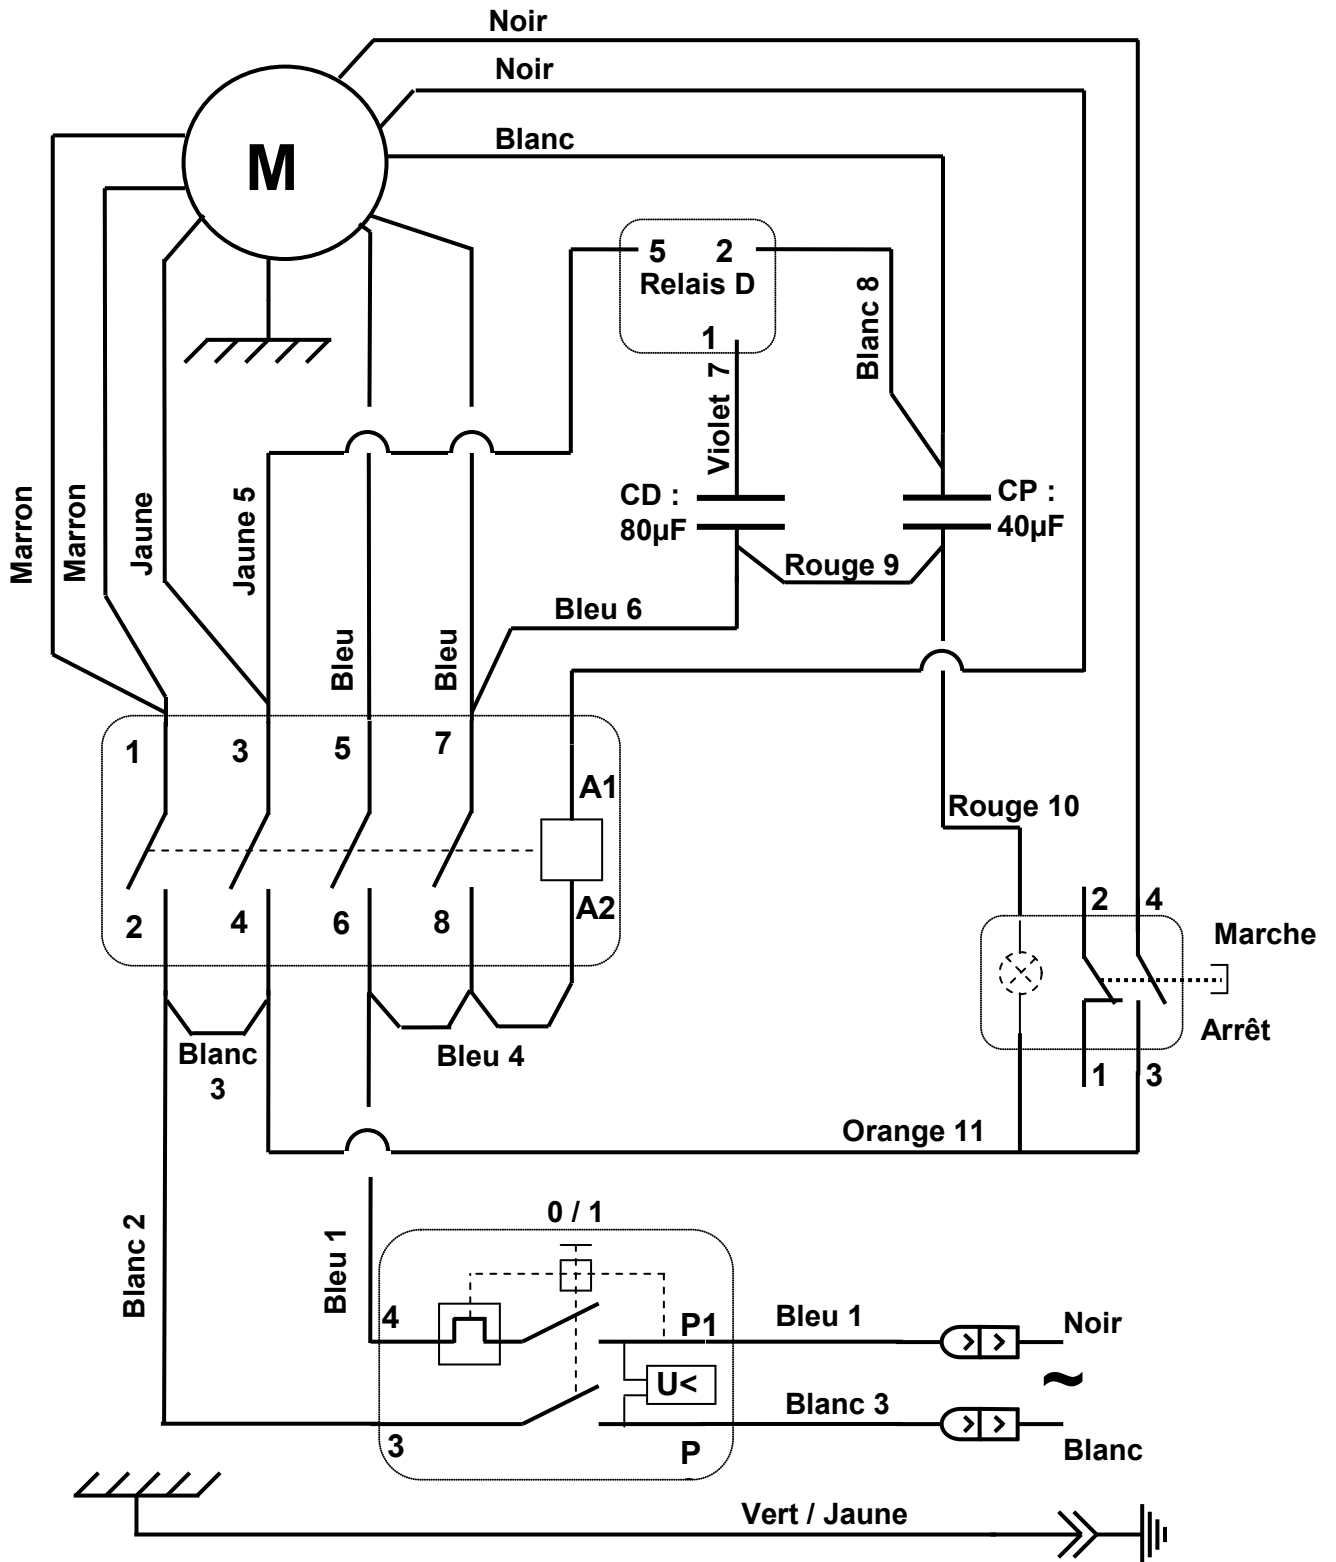 Noir
Noir
Blanc
M
5 2
Relais D
1
Violet 7
Blanc 8
CD :
80µF
CP :
40µF
Rouge 9
Bleu 6
Marron
Marron
Jaune
Jaune 5
Bleu
Bleu
1 3 5 7
A1
2 4 6 8
A2
Rouge 10
2 4
Marche
Arrêt
1 3
Blanc
3
Bleu 4
Orange 11
Blanc 2
Bleu 1
0 / 1
4
P1
Bleu 1
Noir
U<
~
3
P
Blanc 3
Blanc
Vert / Jaune